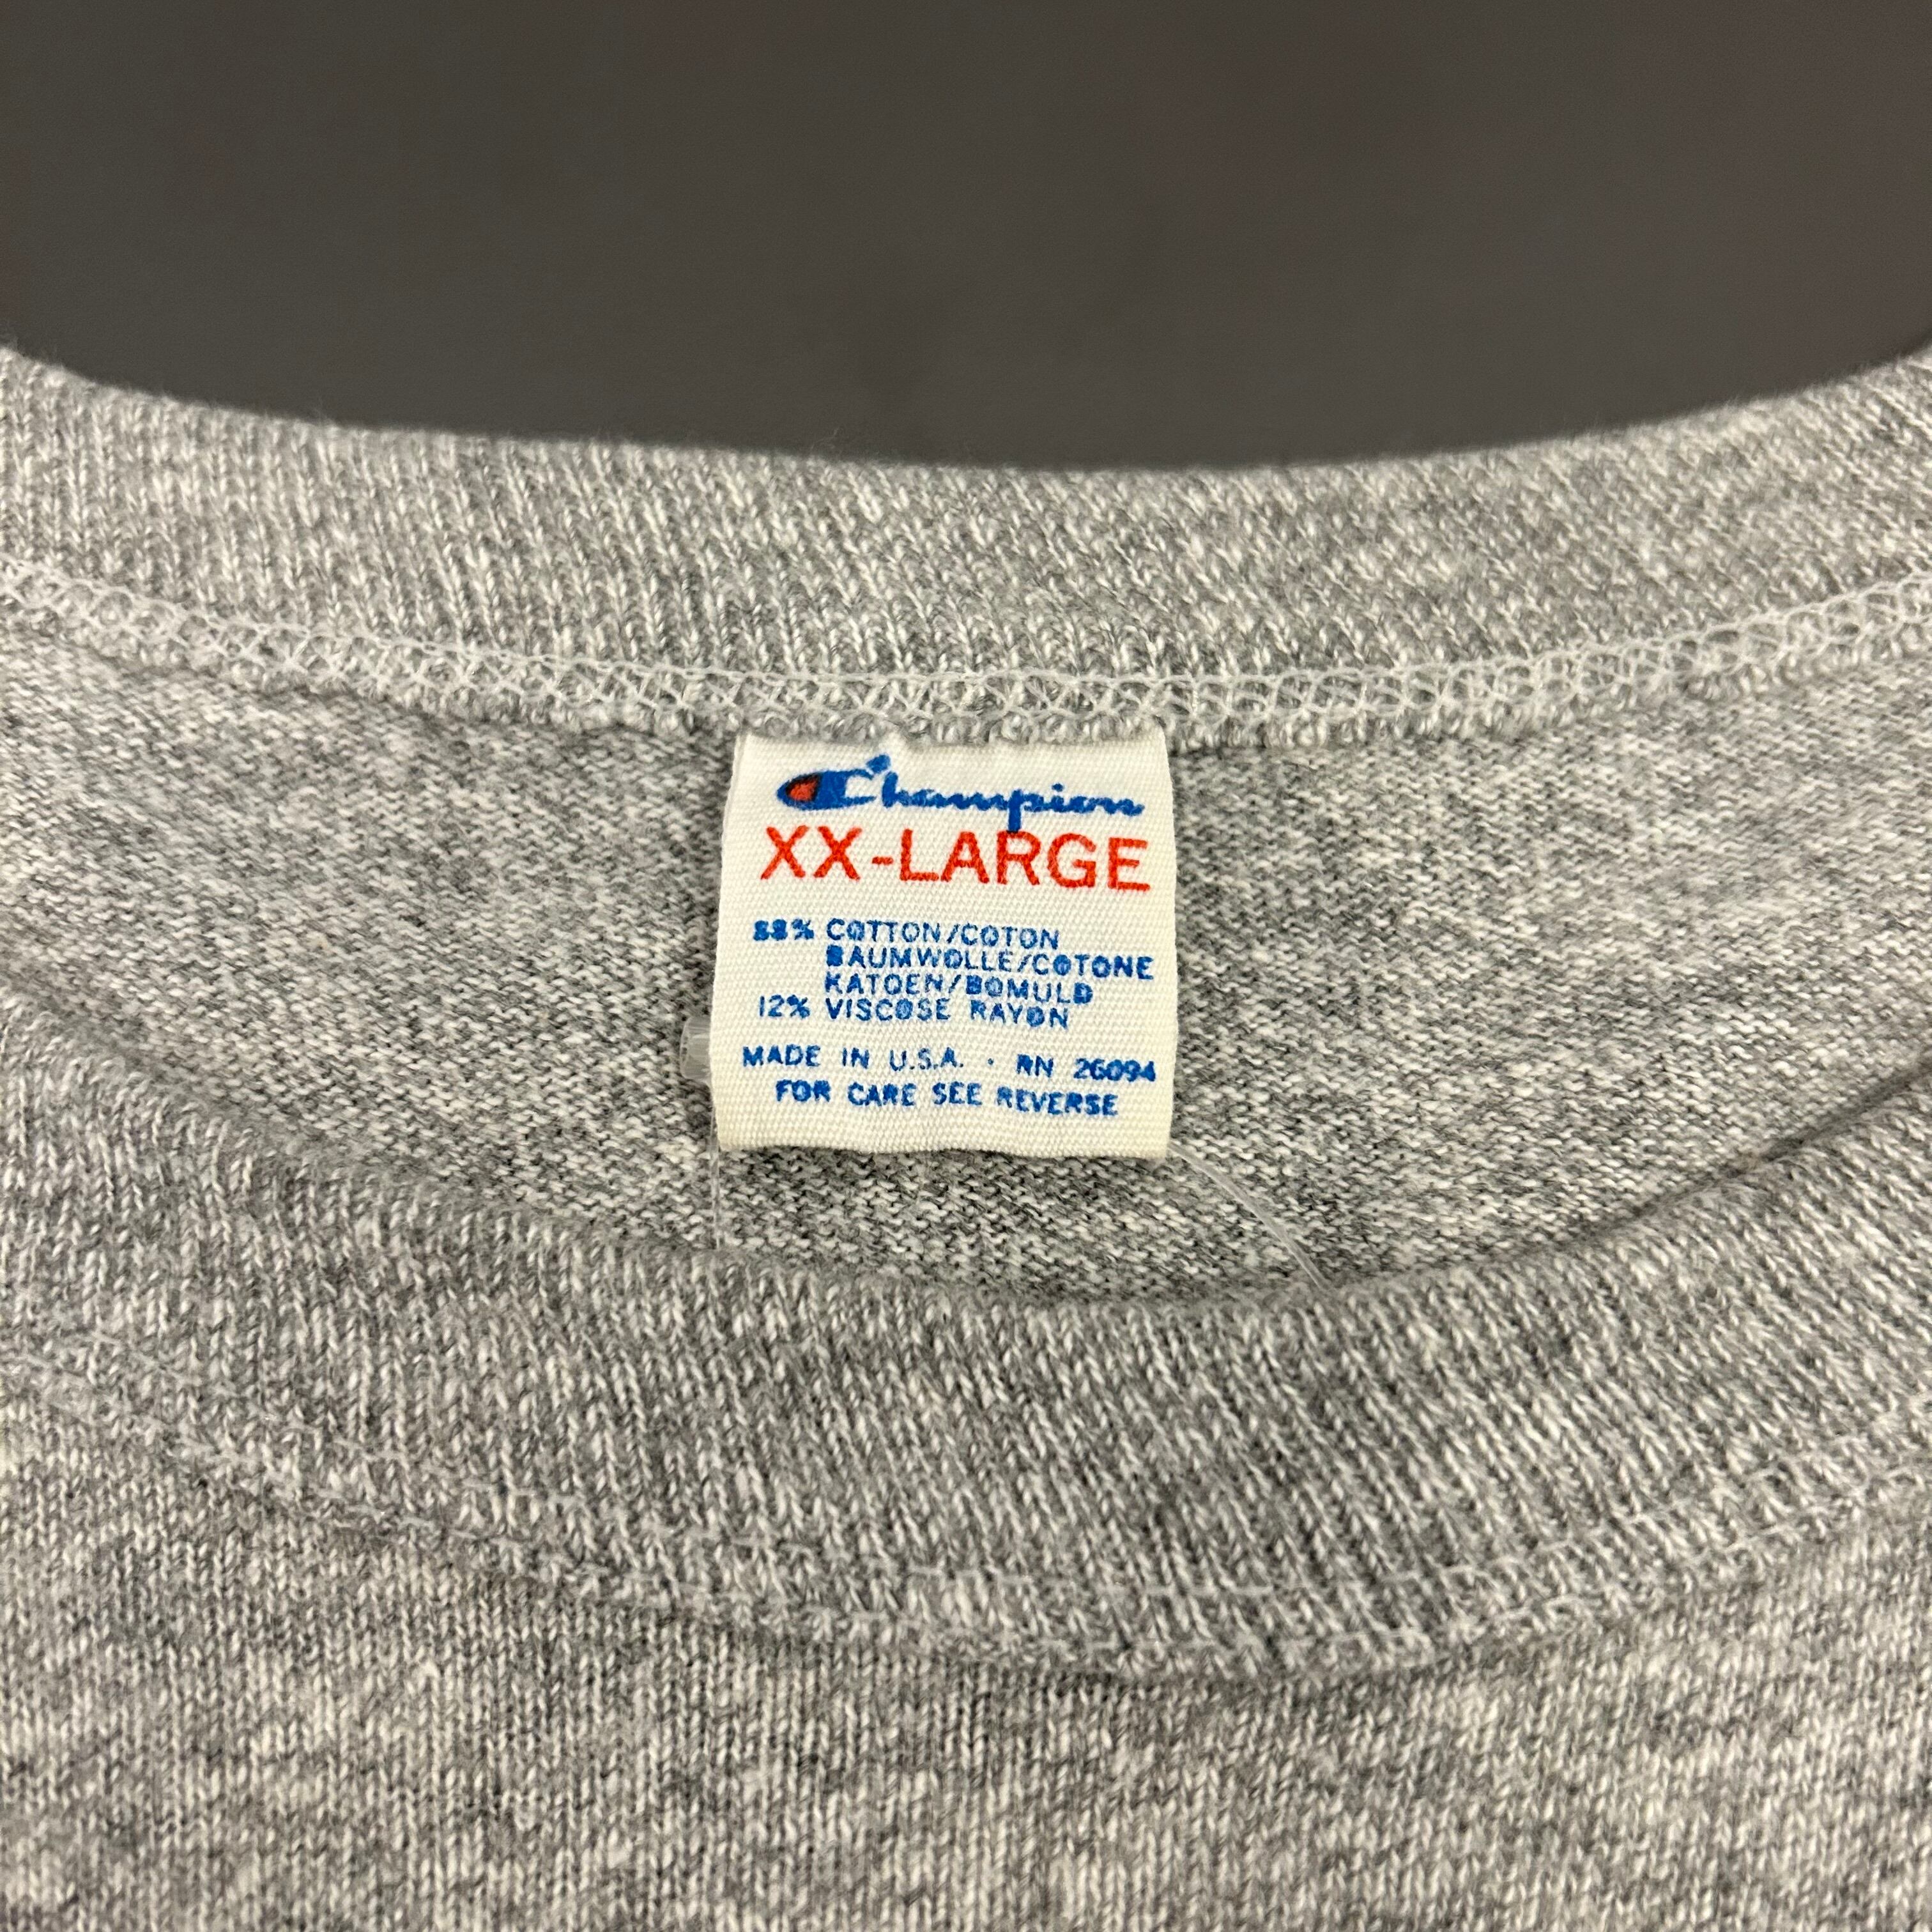 Champion
XX-LARGE
88% COTTON/COTON
BAUMWOLLE/COTONE
KATOEN/BOMULD
12% VISCOSE RAYON
MADE IN U.S.A. · RN 26094
FOR CARE SEE REVERSE